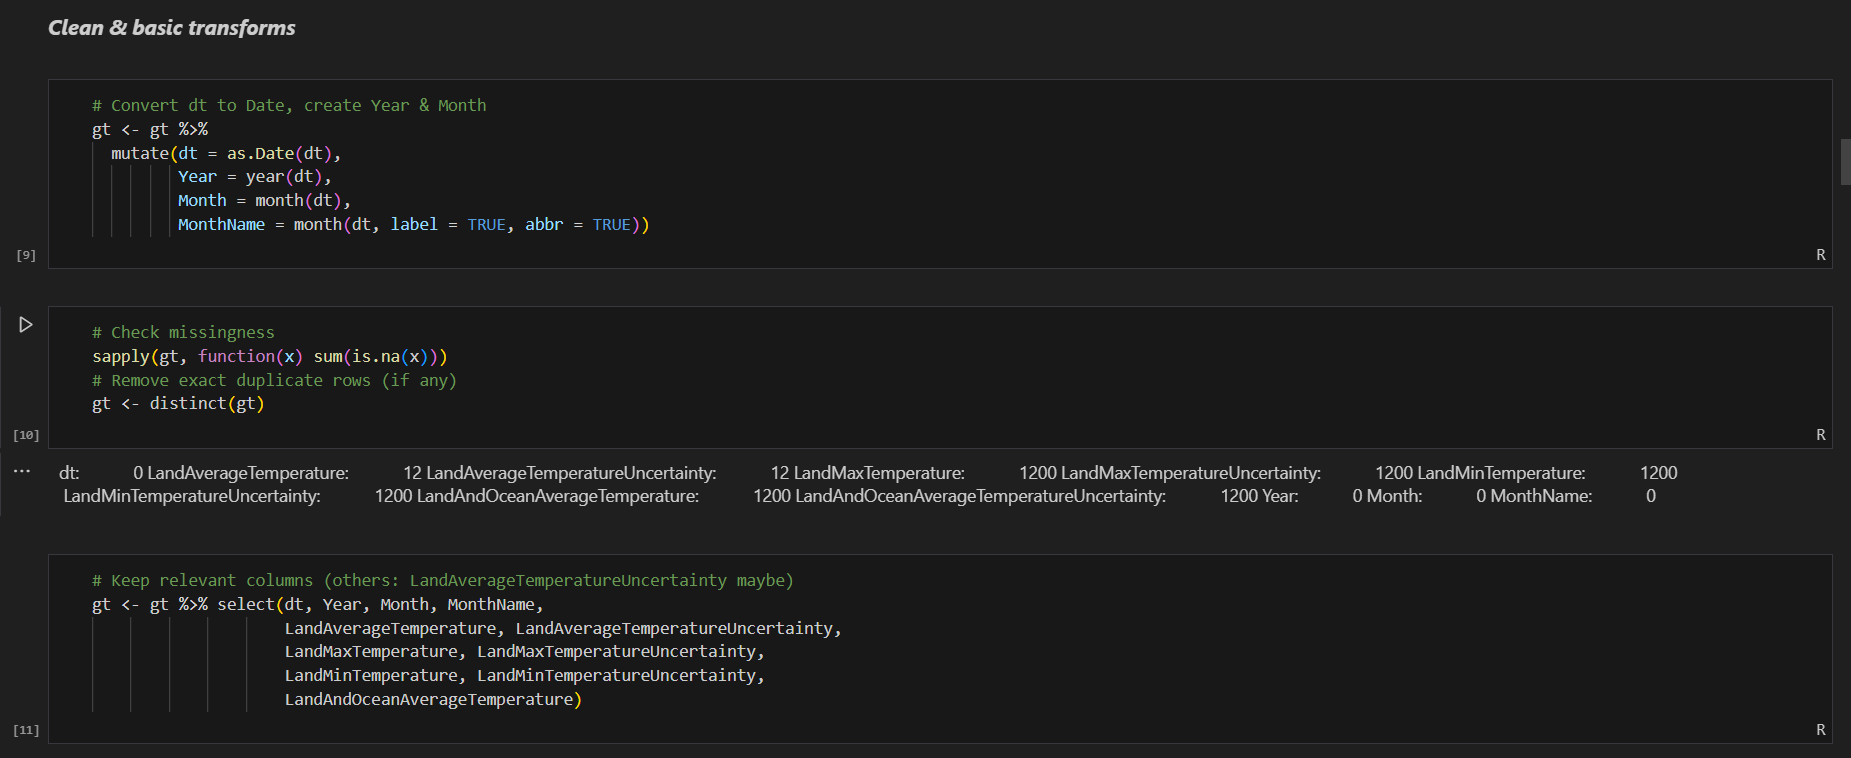 Clean & basic transforms
# Convert dt to Date, create Year & Month
gt <- gt %>%
mutate(dt = as.Date(dt),
Year = year(dt),
Month = month(dt),
MonthName = month(dt, label = TRUE, abbr = TRUE))
[9]
R
# Check missingness
sapply(gt, function(x) sum(is.na(x)))
# Remove exact duplicate rows (if any)
gt <- distinct(gt)
[10]
R
... dt: 0 LandAverageTemperature: 12 LandAverageTemperatureUncertainty: 12 LandMaxTemperature: 1200 LandMaxTemperatureUncertainty: 1200 LandMinTemperature: 1200
LandMinTemperatureUncertainty: 1200 LandAndOceanAverageTemperature: 1200 LandAndOceanAverageTemperatureUncertainty: 1200 Year: 0 Month: 0 MonthName: 0
# Keep relevant columns (others: LandAverageTemperatureUncertainty maybe)
gt <- gt %>% select(dt, Year, Month, MonthName,
LandAverageTemperature, LandAverageTemperatureUncertainty,
LandMaxTemperature, LandMaxTemperatureUncertainty,
LandMinTemperature, LandMinTemperatureUncertainty,
LandAndOceanAverageTemperature)
[11]
R